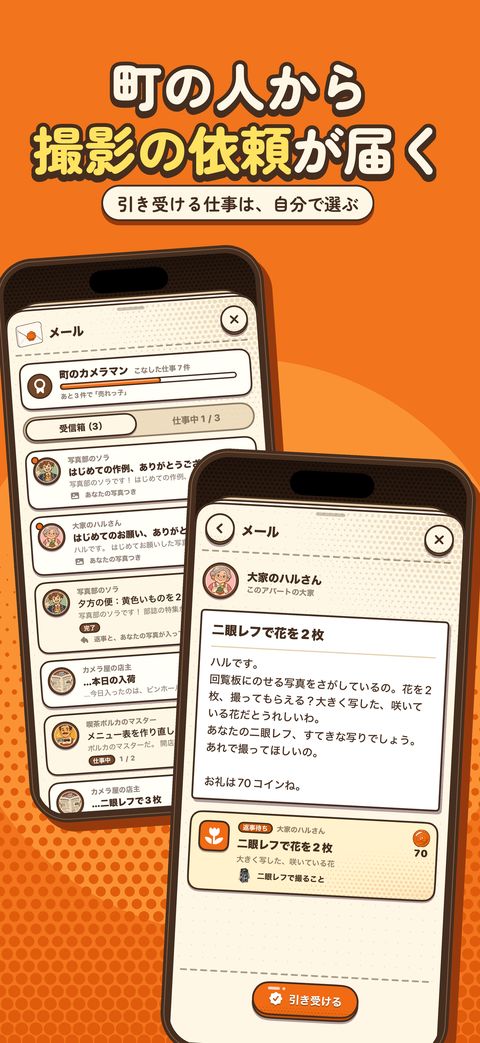 町の人から
撮影の依頼が届く
引き受ける仕事は、自分で選ぶ
メール
町のカメラマン こなした仕事 7 件
あと 3 件で「売れっ子」
受信箱 (3)
仕事中 1 / 3
写真部のソラ
はじめての作例、ありがとうご
写真部のソラです！ はじめての作例、
あなたの写真つき
大家のハルさん
はじめてのお願い、ありがと
ハルです。 はじめてお願いした写
あなたの写真つき
写真部のソラ
夕方の便：黄色いものを2
写真部のソラです！ 部誌の特集が
完了
返事と、あなたの写真が入って
カメラ屋の店主
...本日の入荷
...今日入ったのは、ピンホール
喫茶ポルカのマスター
メニュー表を作り直し
ポルカのマスターだ。 開店
仕事中 1 / 2
カメラ屋の店主
...二眼レフで3枚
メール
大家のハルさん
このアパートの大家
二眼レフで花を2枚
ハルです。
回覧板にのせる写真をさがしているの。花を2
枚、撮ってもらえる？大きく写した、咲いて
いる花だとうれしいわ。
あなたの二眼レフ、すてきな写りでしょう。
あれで撮ってほしいの。
お礼は70コインね。
返事待ち 大家のハルさん
二眼レフで花を2枚
大きく写した、咲いている花
二眼レフで撮ること
70
引き受ける